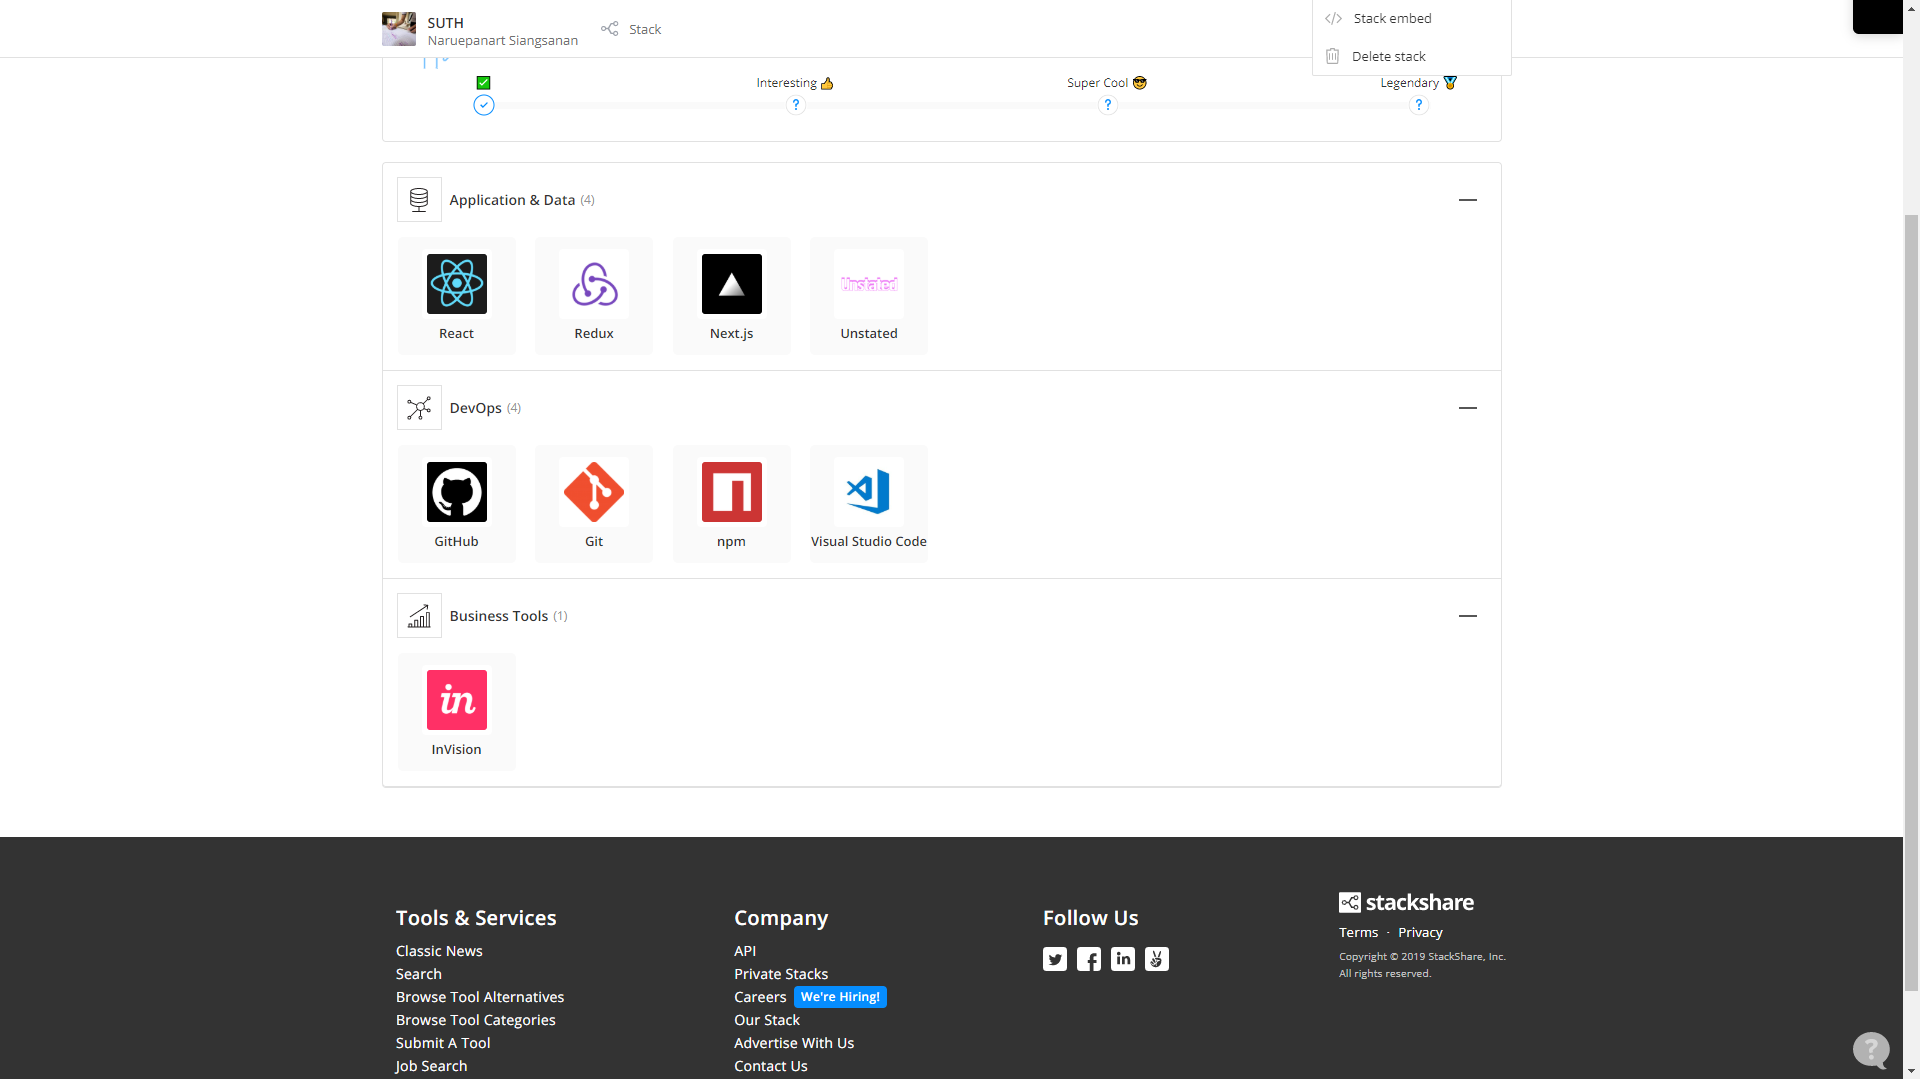 SUTH
Naruepanart Siangsanan
Stack
Stack embed
Delete stack
Interesting 👍
Super Cool 😎
Legendary 🏅
?
?
?
Application & Data (4)
Unstated
React
Redux
Next.js
Unstated
DevOps (4)
GitHub
Git
npm
Visual Studio Code
Business Tools (1)
in
InVision
Tools & Services
Classic News
Search
Browse Tool Alternatives
Browse Tool Categories
Submit A Tool
Job Search
Company
API
Private Stacks
Careers We're Hiring!
Our Stack
Advertise With Us
Contact Us
Follow Us
in
stackshare
Terms · Privacy
Copyright © 2019 StackShare, Inc.
All rights reserved.
?